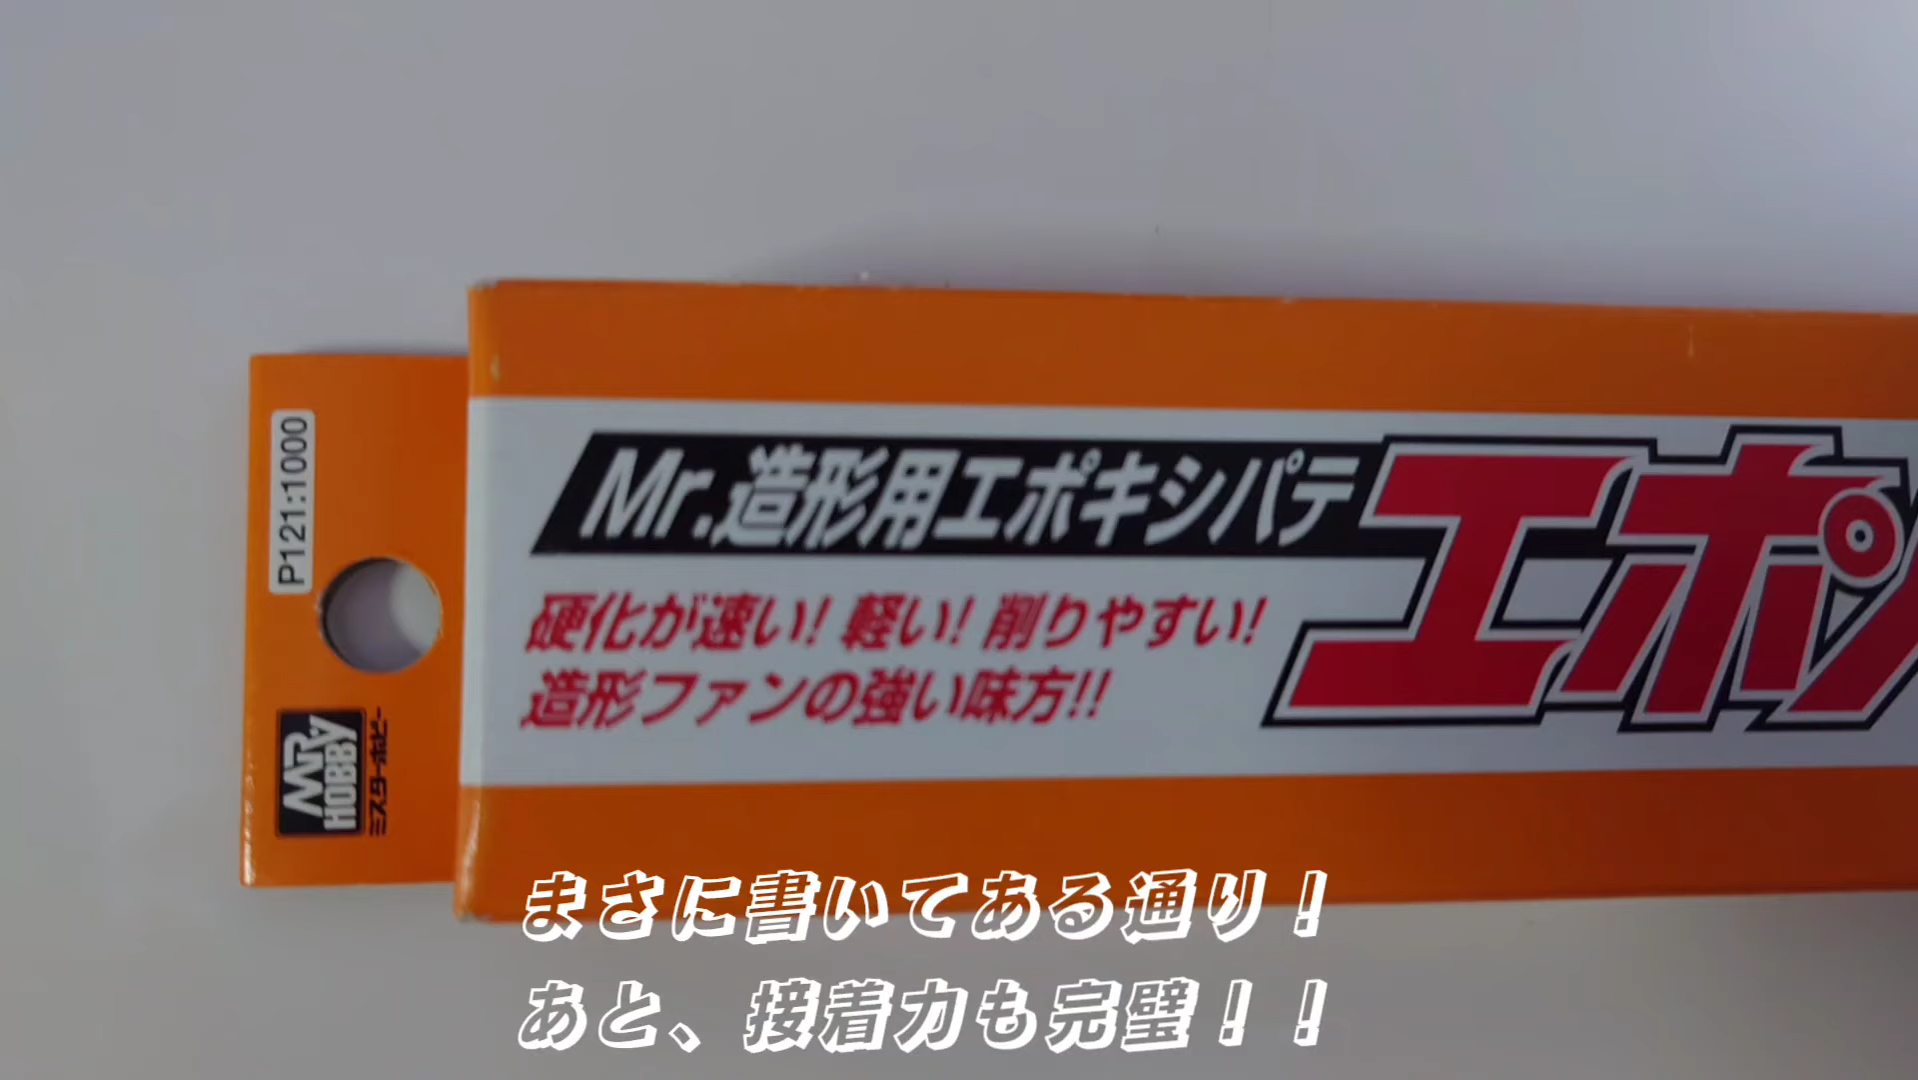 P121:1000
MR HOBBY
ミスターホビー
Mr.造形用エポキシパテ
エポ
硬化が速い! 軽い! 削りやすい!
造形ファンの強い味方!!
まさに書いてある通り！
あと、接着力も完璧！！